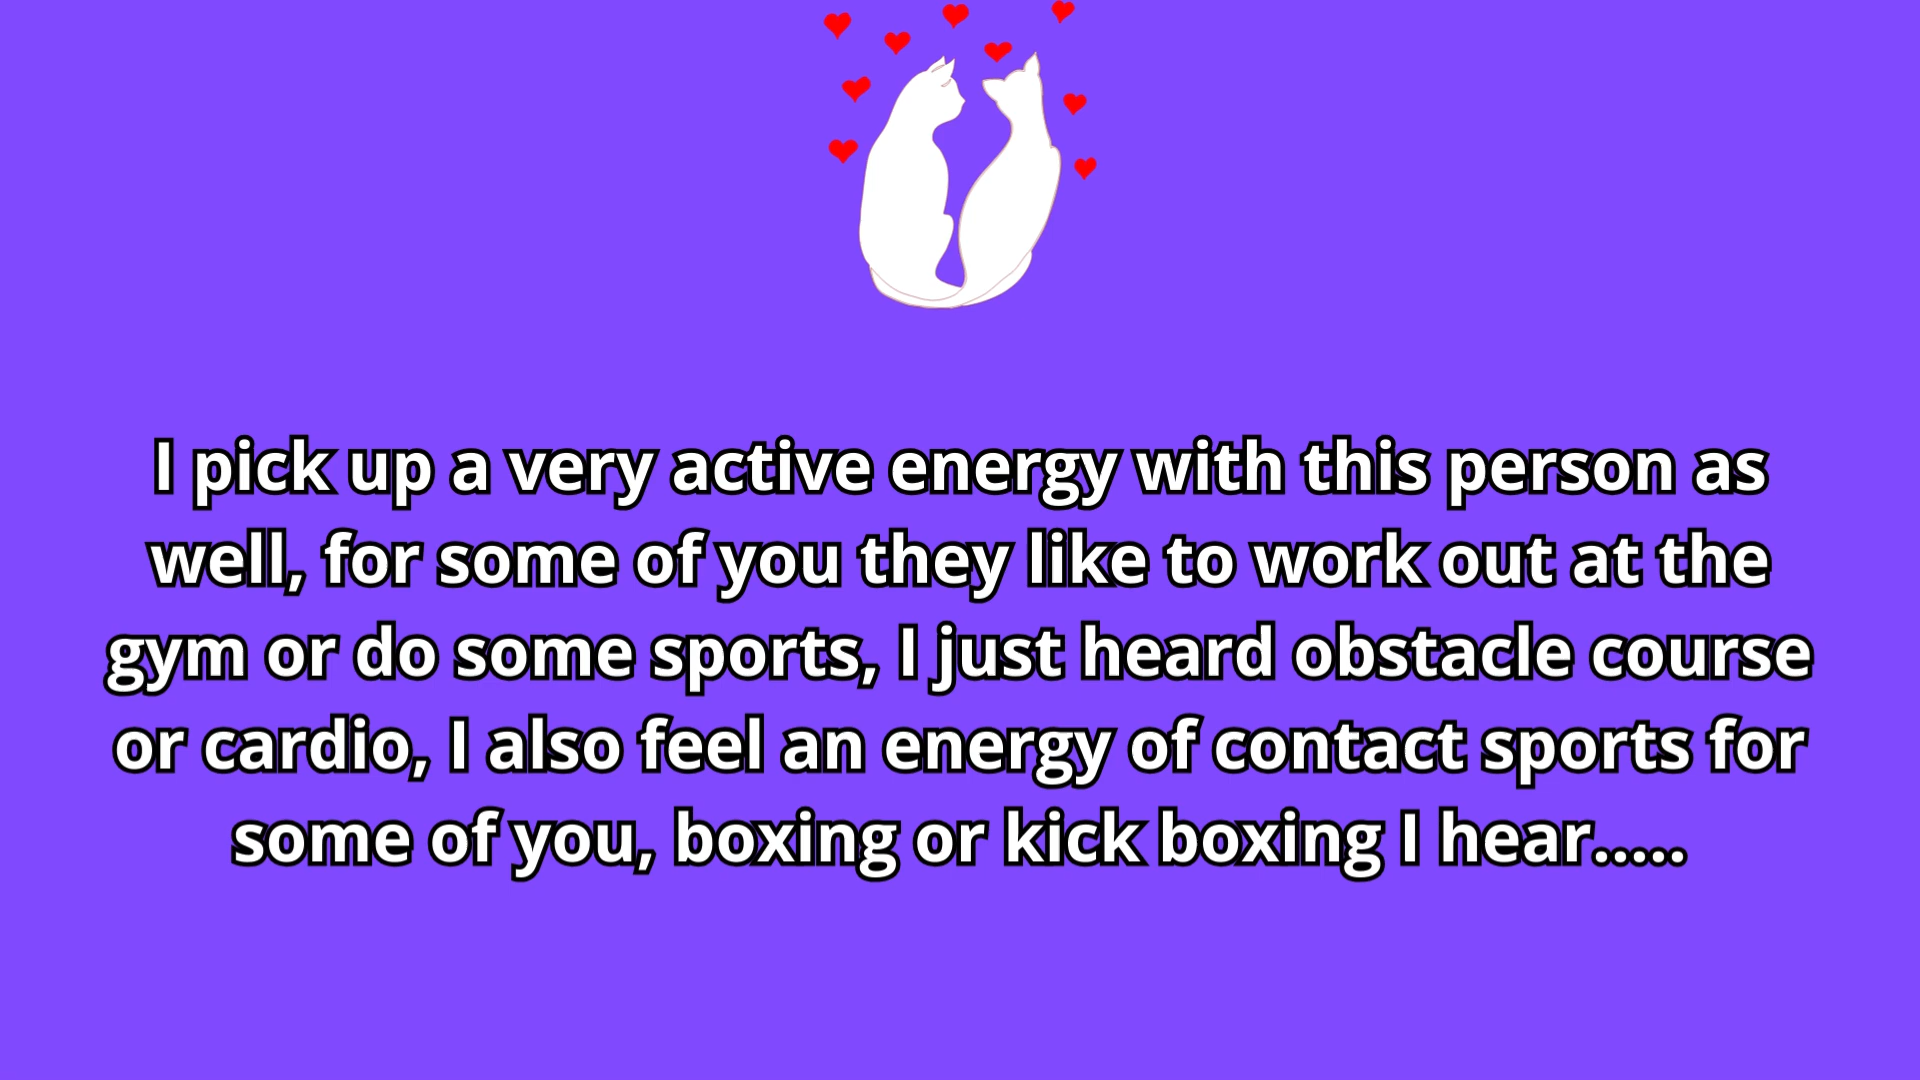 I pick up a very active energy with this person as
well, for some of you they like to work out at the
gym or do some sports, I just heard obstacle course
or cardio, I also feel an energy of contact sports for
some of you, boxing or kick boxing I hear.....